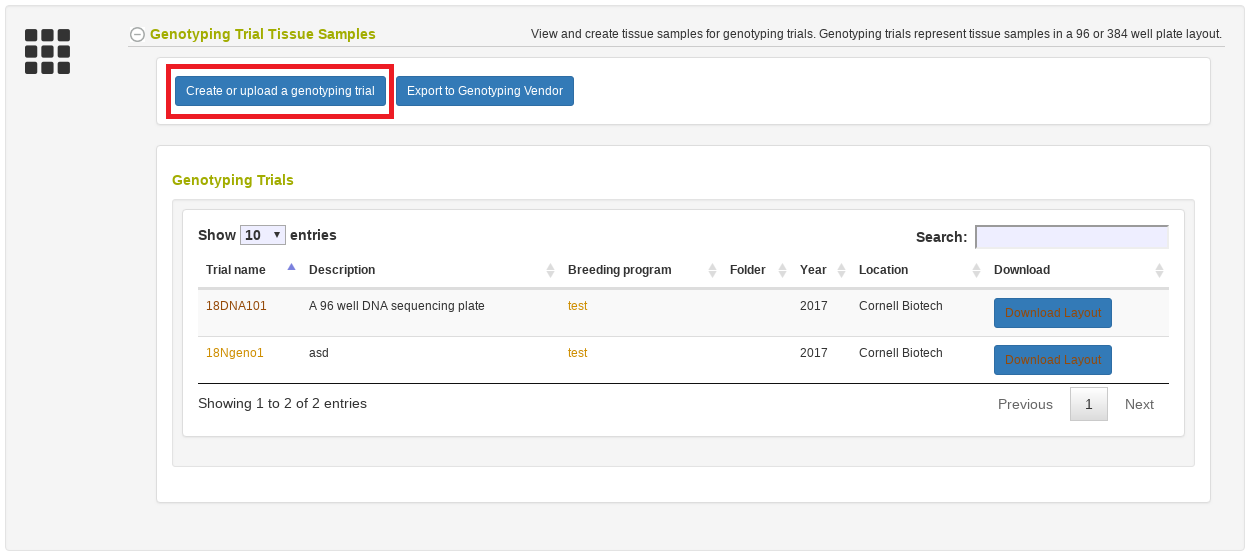 Genotyping Trial Tissue Samples View and create tissue samples for genotyping trials. Genotyping trials represent tissue samples in a 96 or 384 well plate layout.
Create or upload a genotyping trial Export to Genotyping Vendor
Genotyping Trials
Show 10 entries Search:
Trial name Description Breeding program Folder Year Location Download
18DNA101 A 96 well DNA sequencing plate test 2017 Cornell Biotech Download Layout
18Ngeno1 asd test 2017 Cornell Biotech Download Layout
Showing 1 to 2 of 2 entries Previous 1 Next